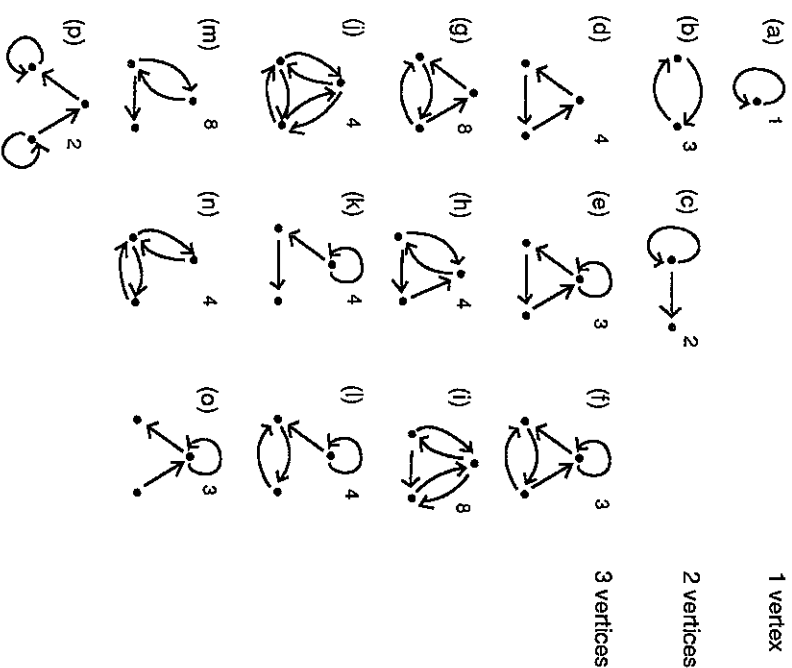 (a) 1 1 vertex
(b) 3 (c) 2 2 vertices
(d) 4 (e) 3 (f) 3 3 vertices
(g) 8 (h) 4 (i) 8
(j) 4 (k) 4 (l) 4
(m) 8 (n) 4 (o) 3
(p) 2